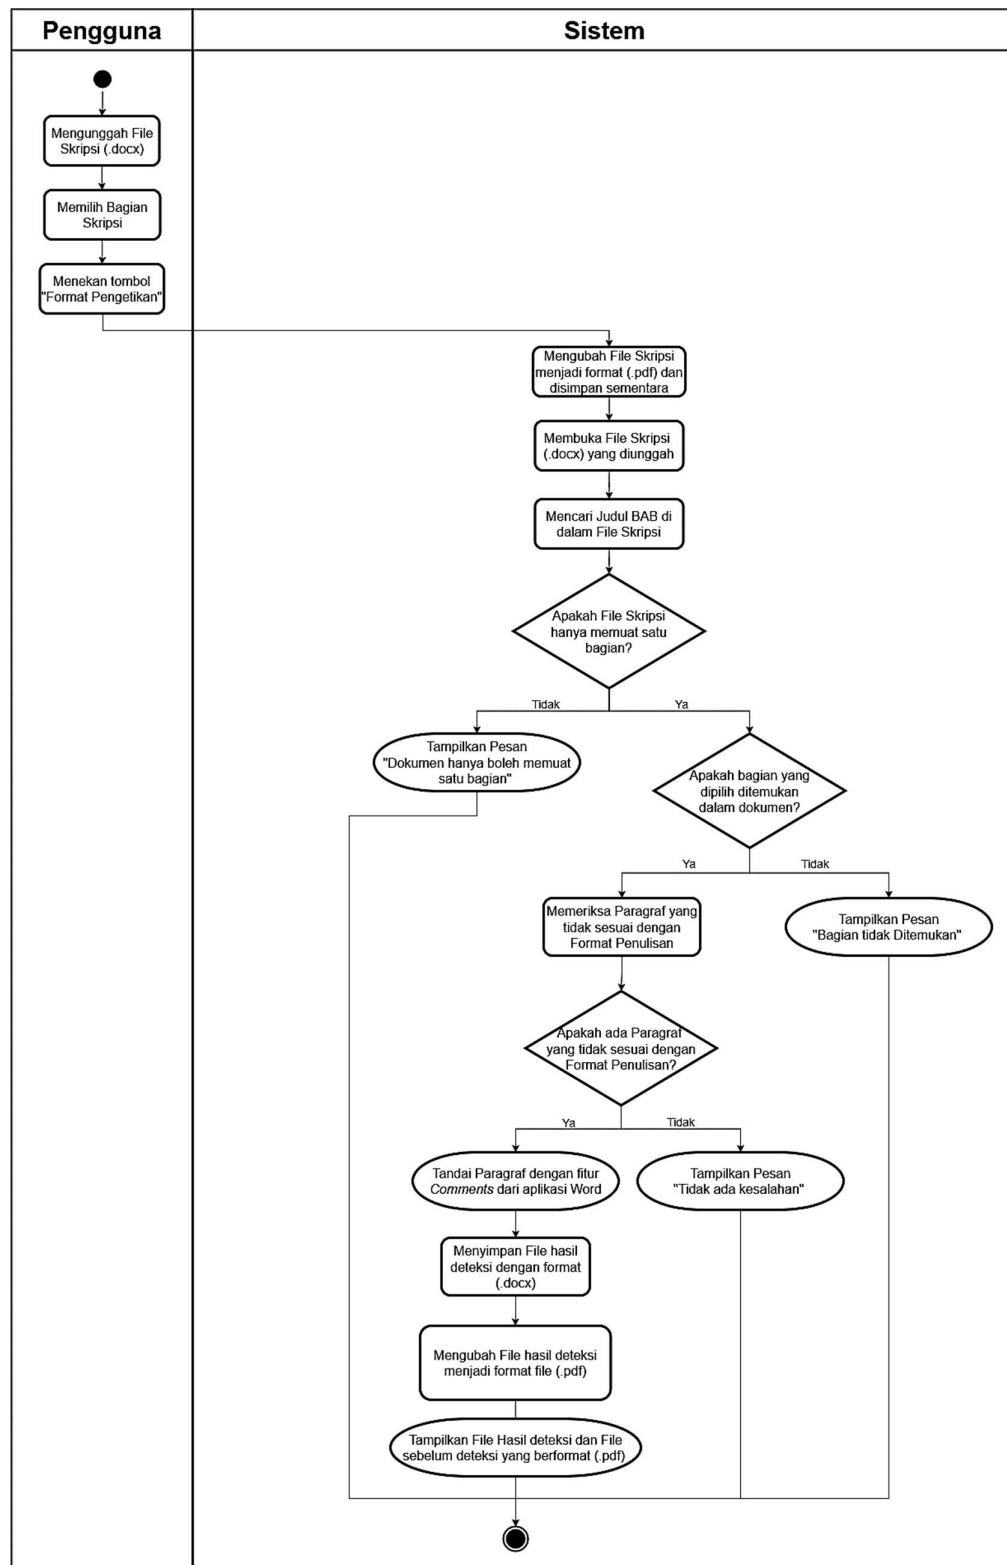 Pengguna
Sistem
Mengunggah File
Skripsi (.docx)
Memilih Bagian
Skripsi
Menekan tombol
"Format Pengetikan"
Mengubah File Skripsi
menjadi format (.pdf) dan
disimpan sementara
Membuka File Skripsi
(.docx) yang diunggah
Mencari Judul BAB di
dalam File Skripsi
Apakah File Skripsi
hanya memuat satu
bagian?
Tidak
Ya
Tampilkan Pesan
"Dokumen hanya boleh memuat
satu bagian"
Apakah bagian yang
dipilih ditemukan
dalam dokumen?
Ya
Tidak
Memeriksa Paragraf yang
tidak sesuai dengan
Format Penulisan
Tampilkan Pesan
"Bagian tidak Ditemukan"
Apakah ada Paragraf
yang tidak sesuai dengan
Format Penulisan?
Ya
Tidak
Tandai Paragraf dengan fitur
Comments dari aplikasi Word
Tampilkan Pesan
"Tidak ada kesalahan"
Menyimpan File hasil
deteksi dengan format
(.docx)
Mengubah File hasil deteksi
menjadi format file (.pdf)
Tampilkan File Hasil deteksi dan File
sebelum deteksi yang berformat (.pdf)